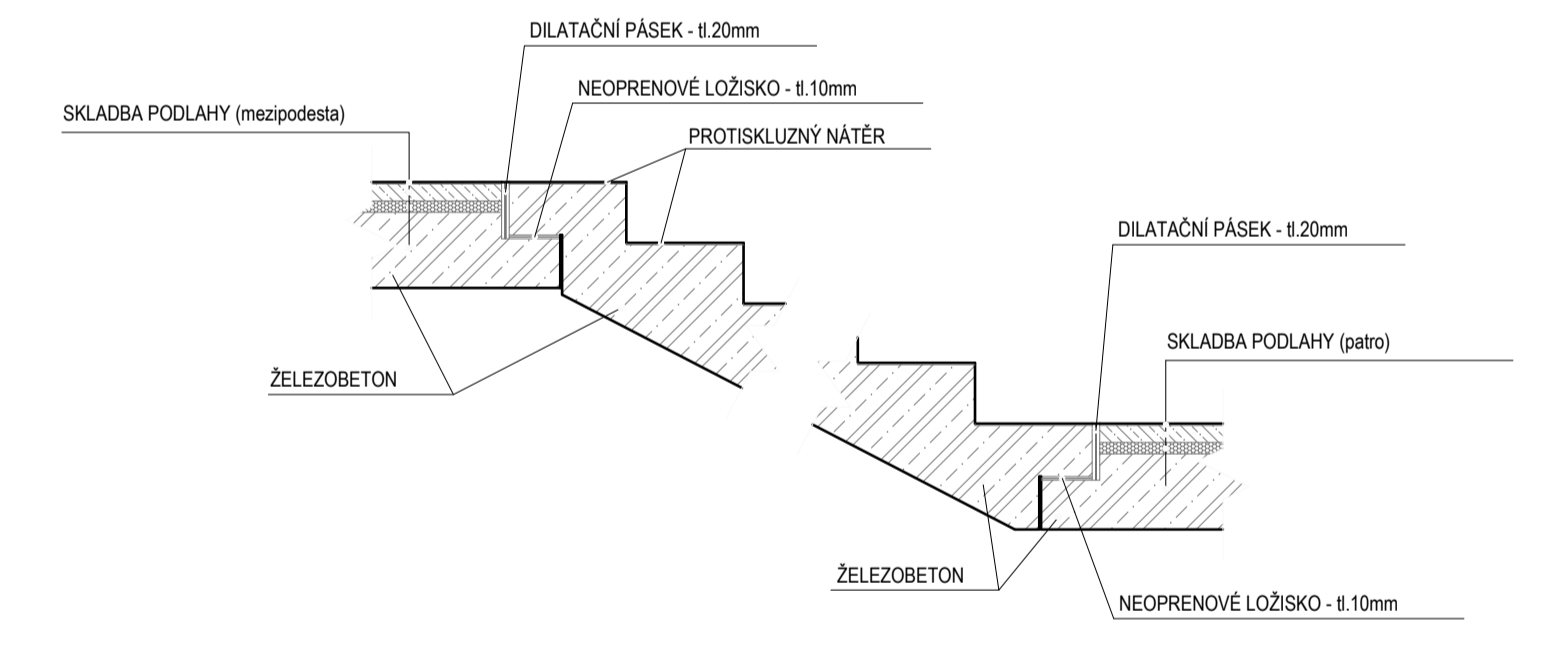 DILATAČNÍ PÁSEK - tl.20mm
NEOPRENOVÉ LOŽISKO - tl.10mm
SKLADBA PODLAHY (mezipodesta)
PROTISKLUZNÝ NÁTĚR
DILATAČNÍ PÁSEK - tl.20mm
SKLADBA PODLAHY (patro)
ŽELEZOBETON
ŽELEZOBETON
NEOPRENOVÉ LOŽISKO - tl.10mm